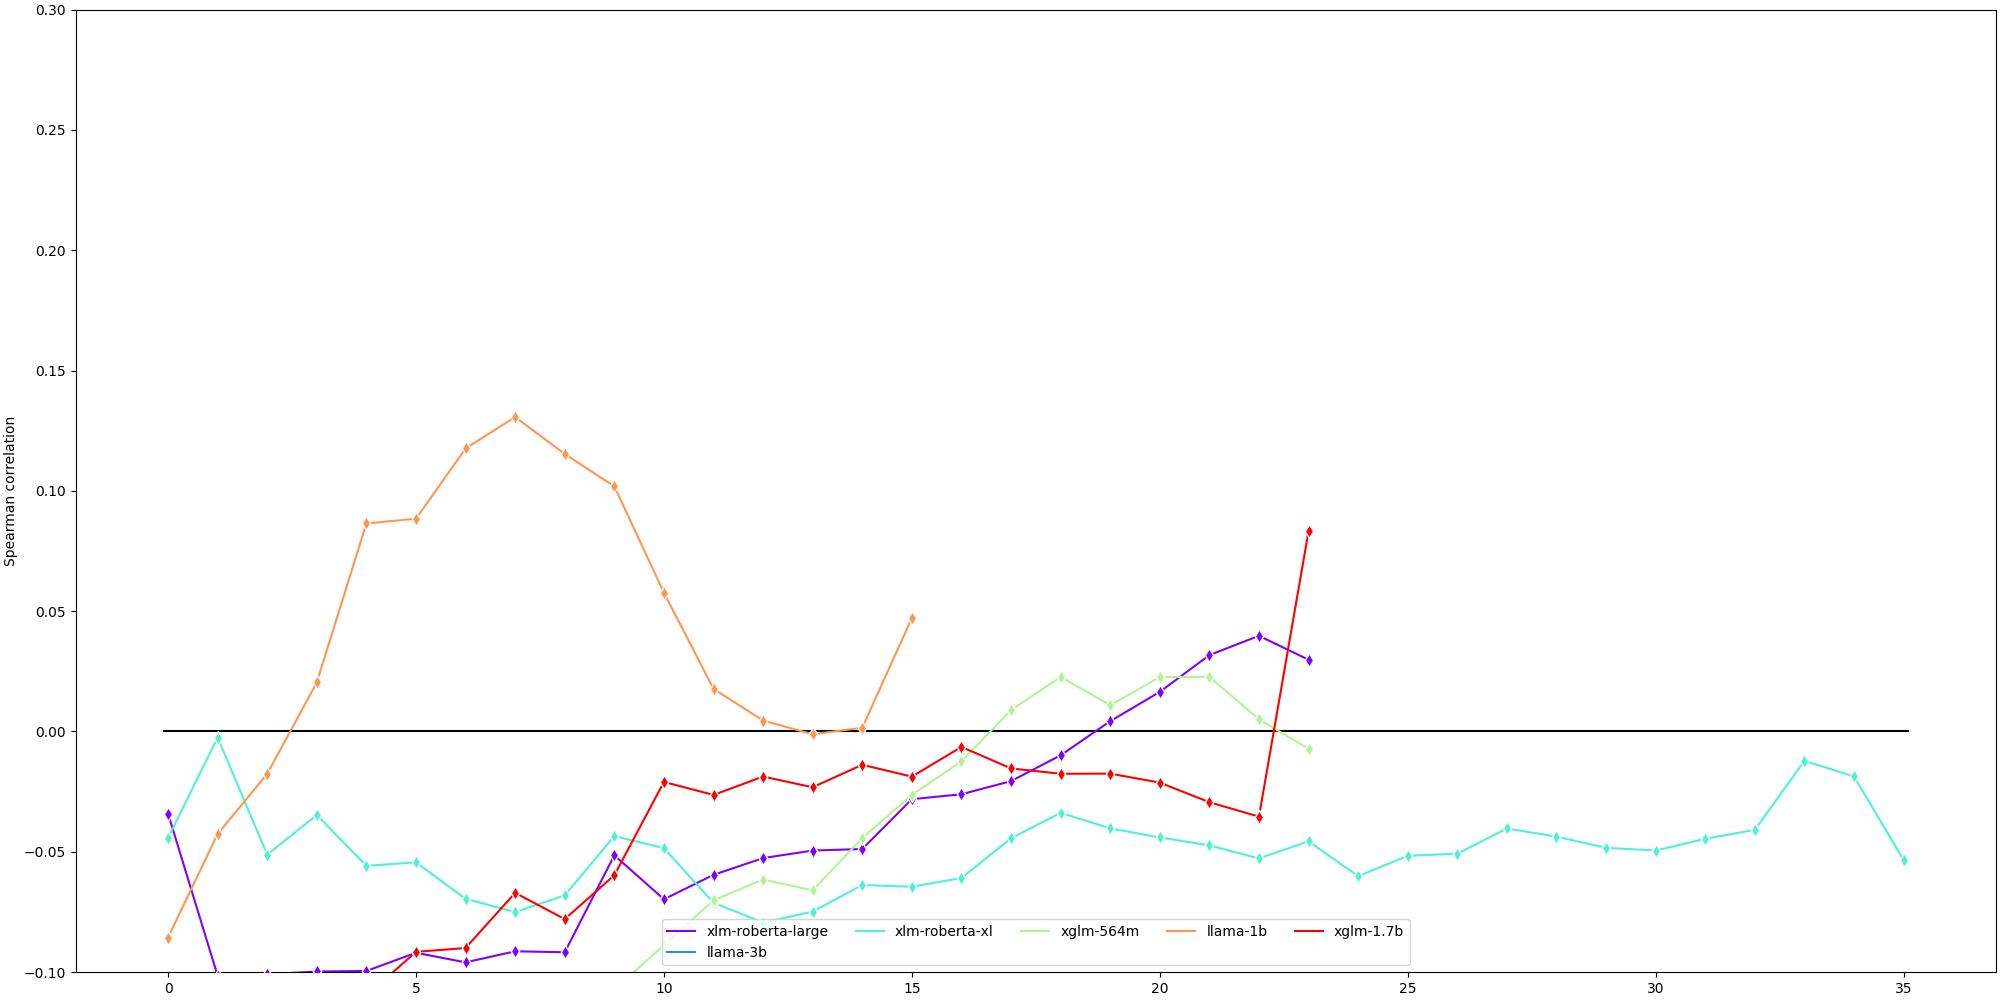 0.30
0.25
0.20
0.15
0.10
0.05
0.00
−0.05
−0.10
Spearman correlation
xlm-roberta-large xlm-roberta-xl xglm-564m llama-1b xglm-1.7b
llama-3b
0 5 10 15 20 25 30 35